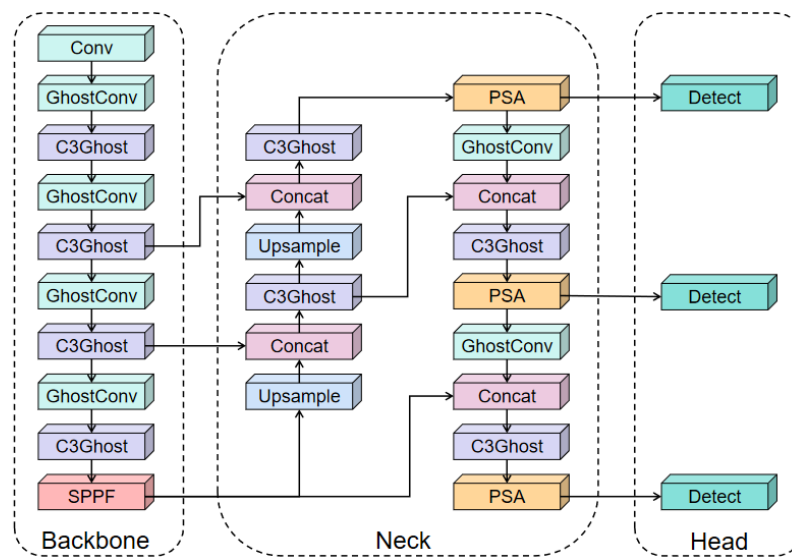 Conv
GhostConv
C3Ghost
GhostConv
C3Ghost
GhostConv
C3Ghost
GhostConv
C3Ghost
SPPF
Backbone
C3Ghost
Concat
Upsample
C3Ghost
Concat
Upsample
PSA
GhostConv
Concat
C3Ghost
PSA
GhostConv
Concat
C3Ghost
PSA
Neck
Detect
Detect
Detect
Head